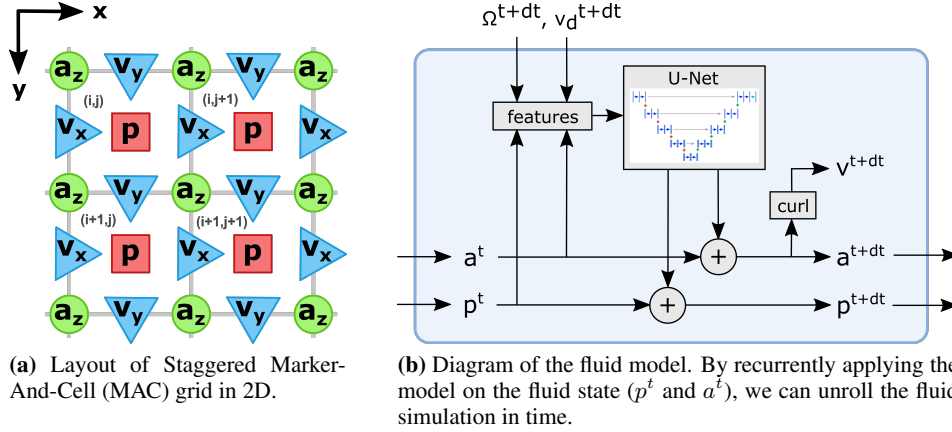 x
y
a_z v_y a_z v_y a_z
(i,j) (i,j+1)
v_x p v_x p v_x
a_z v_y a_z v_y a_z
(i+1,j) (i+1,j+1)
v_x p v_x p v_x
a_z v_y a_z v_y a_z
(a) Layout of Staggered Marker-
And-Cell (MAC) grid in 2D.
Ω^{t+dt}, v_d^{t+dt}
U-Net
features
v^{t+dt}
curl
a^t + a^{t+dt}
p^t + p^{t+dt}
(b) Diagram of the fluid model. By recurrently applying the
model on the fluid state (p^t and a^t), we can unroll the fluid
simulation in time.